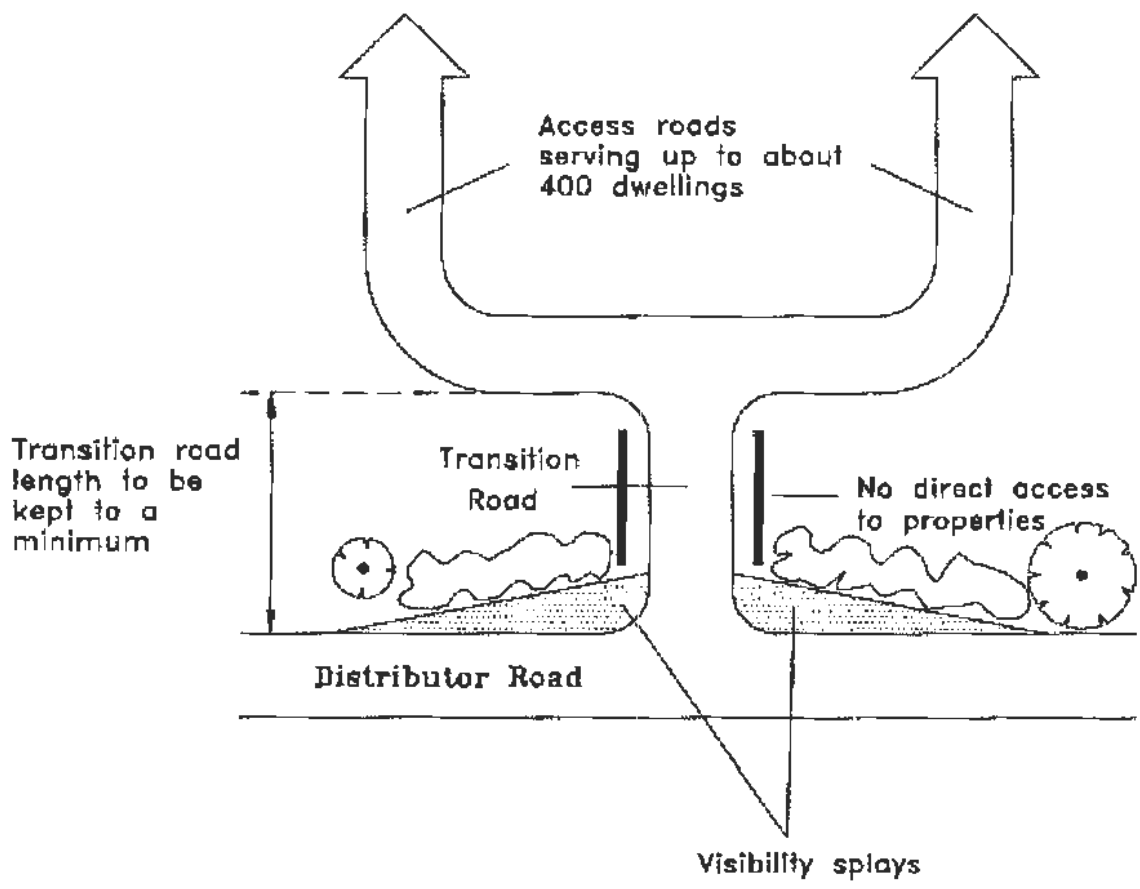 Access roads
serving up to about
400 dwellings
Transition road
length to be
kept to a
minimum
Transition
Road
No direct access
to properties
Distributor Road
Visibility splays